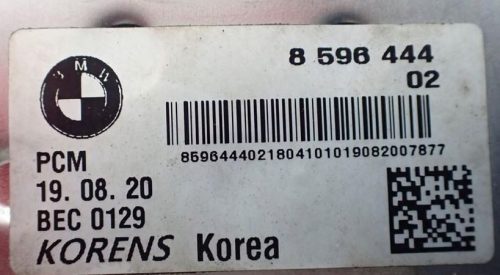 BMW
8 596 444
02
8596444021804101019082007877
PCM
19. 08. 20
BEC 0129
KORENS Korea